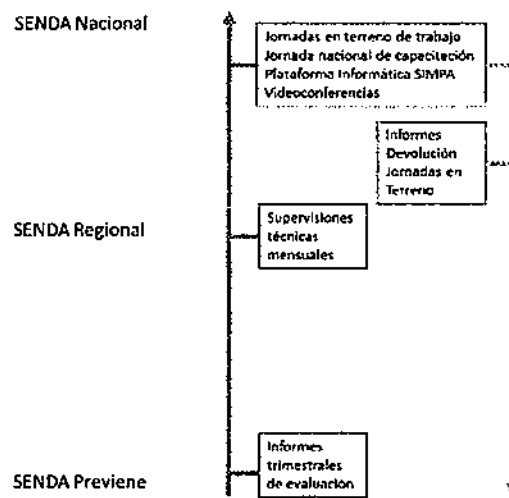 SENDA Nacional
Jornadas en terreno de trabajo
Jornada nacional de capacitación
Plataforma Informática SIMPA
Videoconferencias
Informes
Devolución
Jornadas en
Terreno
SENDA Regional
Supervisiones
técnicas
mensuales
Informes
trimestrales
de evaluación
SENDA Previene